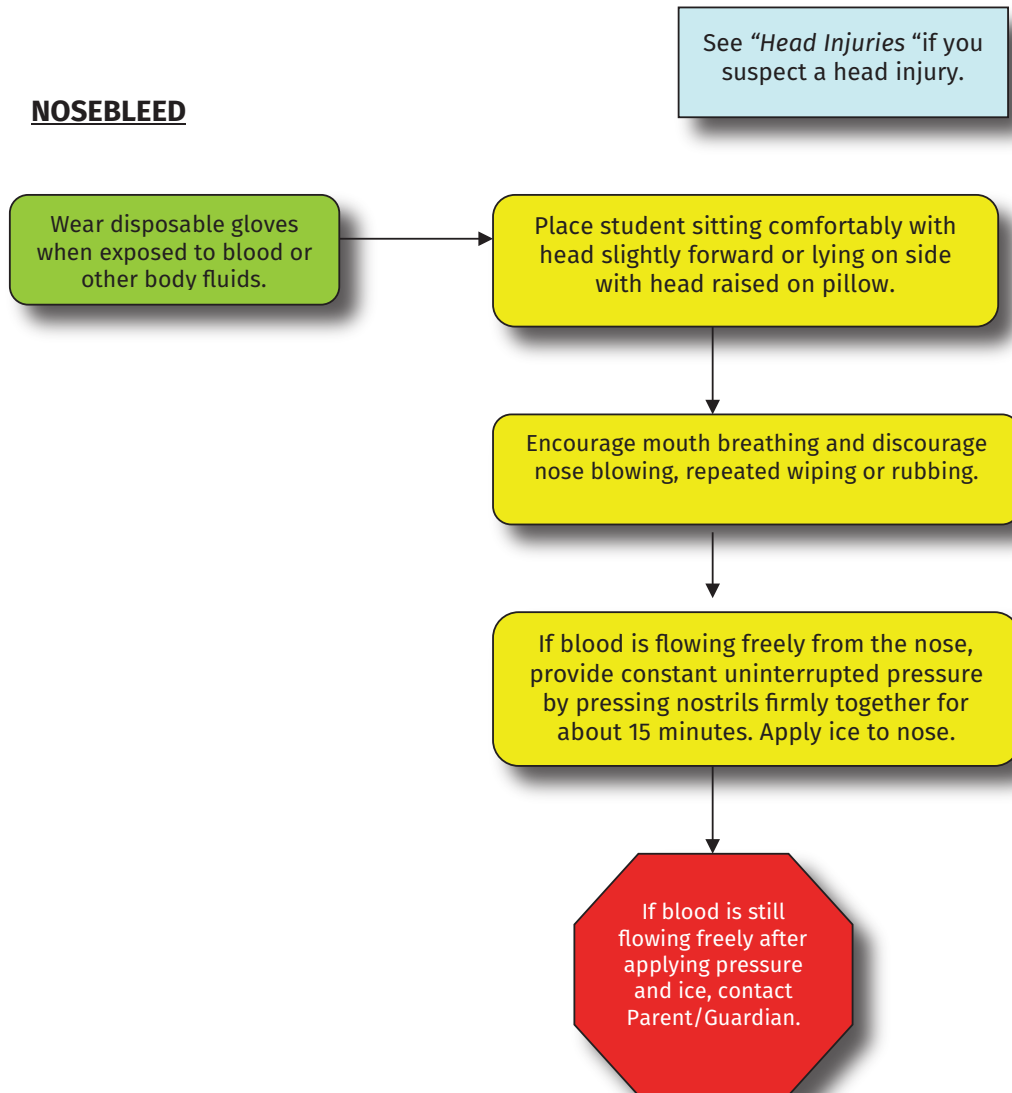 See “Head Injuries “if you
suspect a head injury.
NOSEBLEED
Wear disposable gloves
when exposed to blood or
other body fluids.
Place student sitting comfortably with
head slightly forward or lying on side
with head raised on pillow.
Encourage mouth breathing and discourage
nose blowing, repeated wiping or rubbing.
If blood is flowing freely from the nose,
provide constant uninterrupted pressure
by pressing nostrils firmly together for
about 15 minutes. Apply ice to nose.
If blood is still
flowing freely after
applying pressure
and ice, contact
Parent/Guardian.